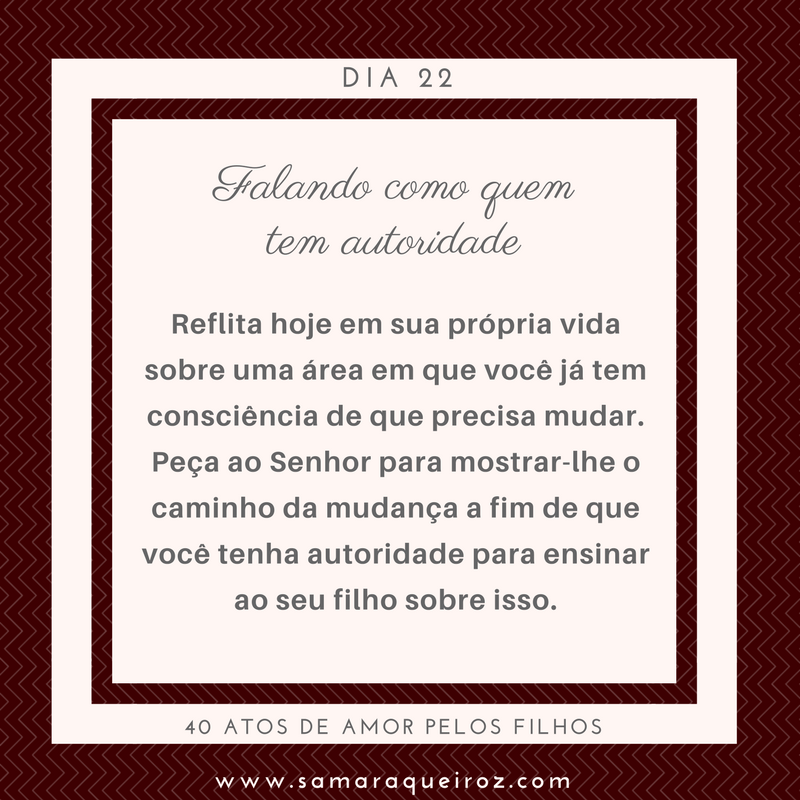 DIA 22
Falando como quem
tem autoridade
Reflita hoje em sua própria vida
sobre uma área em que você já tem
consciência de que precisa mudar.
Peça ao Senhor para mostrar-lhe o
caminho da mudança a fim de que
você tenha autoridade para ensinar
ao seu filho sobre isso.
40 ATOS DE AMOR PELOS FILHOS
www.samaraqueiroz.com